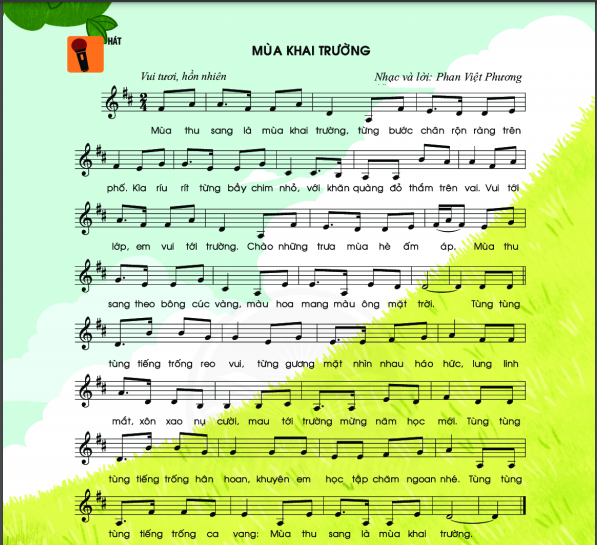 HÁT
MÙA KHAI TRƯỜNG
Vui tươi, hồn nhiên
Nhạc và lời: Phan Việt Phương
2
4
Mùa thu sang là mùa khai trường, từng bước chân rộn ràng trên
phố. Kìa ríu rít từng bầy chim nhỏ, với khăn quàng đỏ thắm trên vai. Vui tới
lớp, em vui tới trường. Chào những trưa mùa hè ấm áp. Mùa thu
sang theo bông cúc vàng, màu hoa mang màu ông mặt trời. Tùng tùng
tùng tiếng trống reo vui, từng gương mặt nhìn nhau háo hức, lung linh
mắt, xôn xao nụ cười, mau tới trường mừng năm học mới. Tùng tùng
tùng tiếng trống hân hoan, khuyên em học tập chăm ngoan nhé. Tùng tùng
tùng tiếng trống ca vang: Mùa thu sang là mùa khai trường.